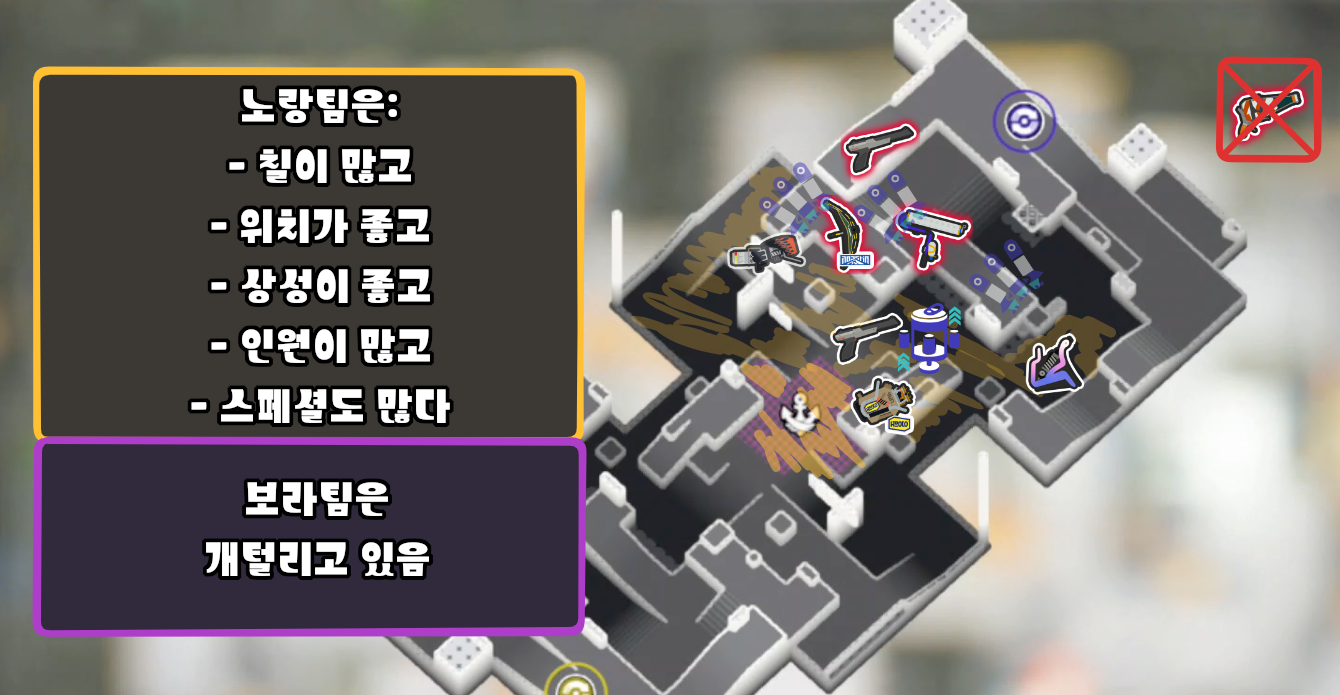 노랑팀은:
- 칠이 많고
- 위치가 좋고
- 상성이 좋고
- 인원이 많고
- 스페셜도 많다
보라팀은
개털리고 있음